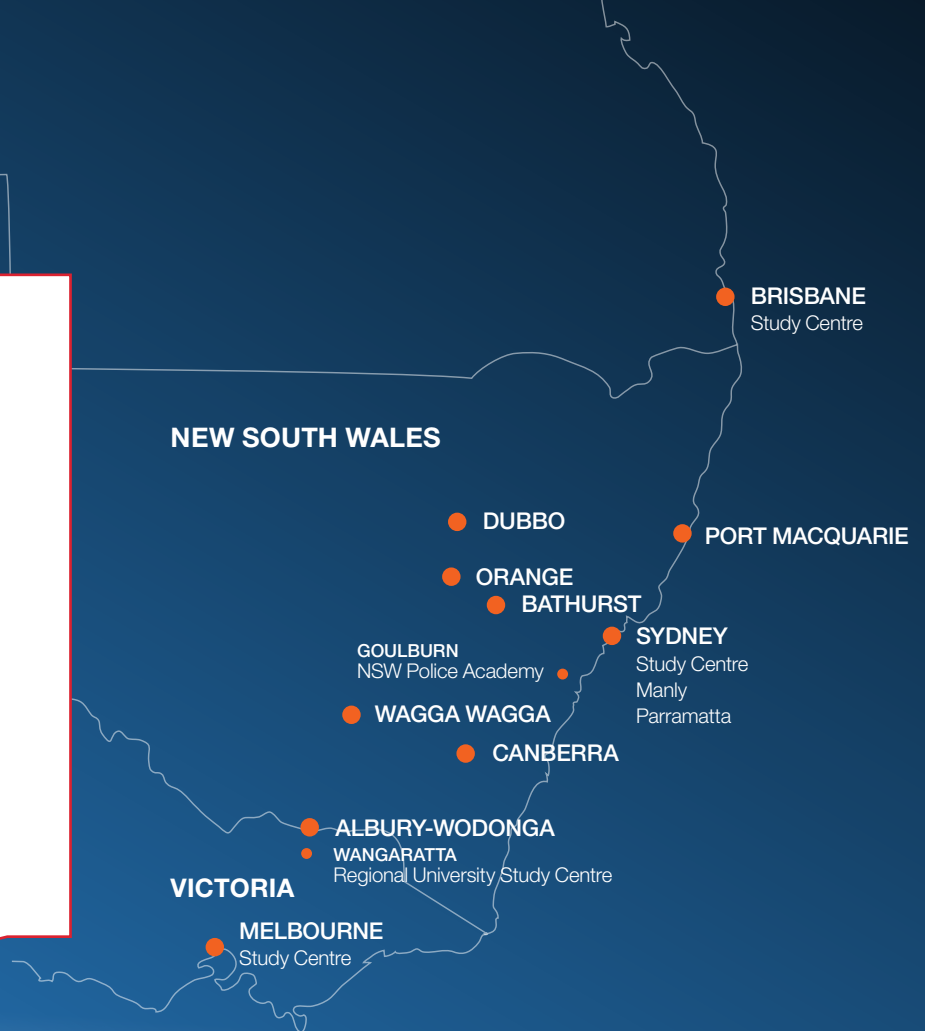 BRISBANE
Study Centre
NEW SOUTH WALES
DUBBO
PORT MACQUARIE
ORANGE
BATHURST
SYDNEY
Study Centre
Manly
Parramatta
GOULBURN
NSW Police Academy
WAGGA WAGGA
CANBERRA
ALBURY-WODONGA
WANGARATTA
Regional University Study Centre
VICTORIA
MELBOURNE
Study Centre